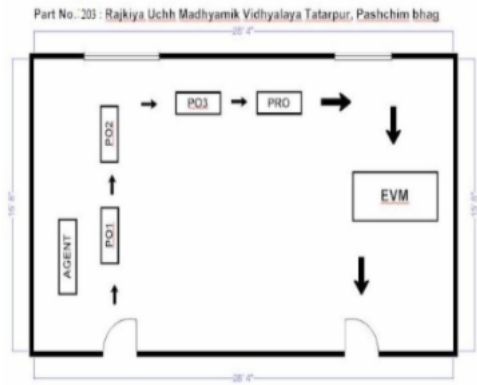 Part No.: 203 : Rajkiya Uchh Madhyamik Vidhyalaya Tatarpur, Pashchim bhag
PO3
PRO
PO2
EVM
PO1
AGENT